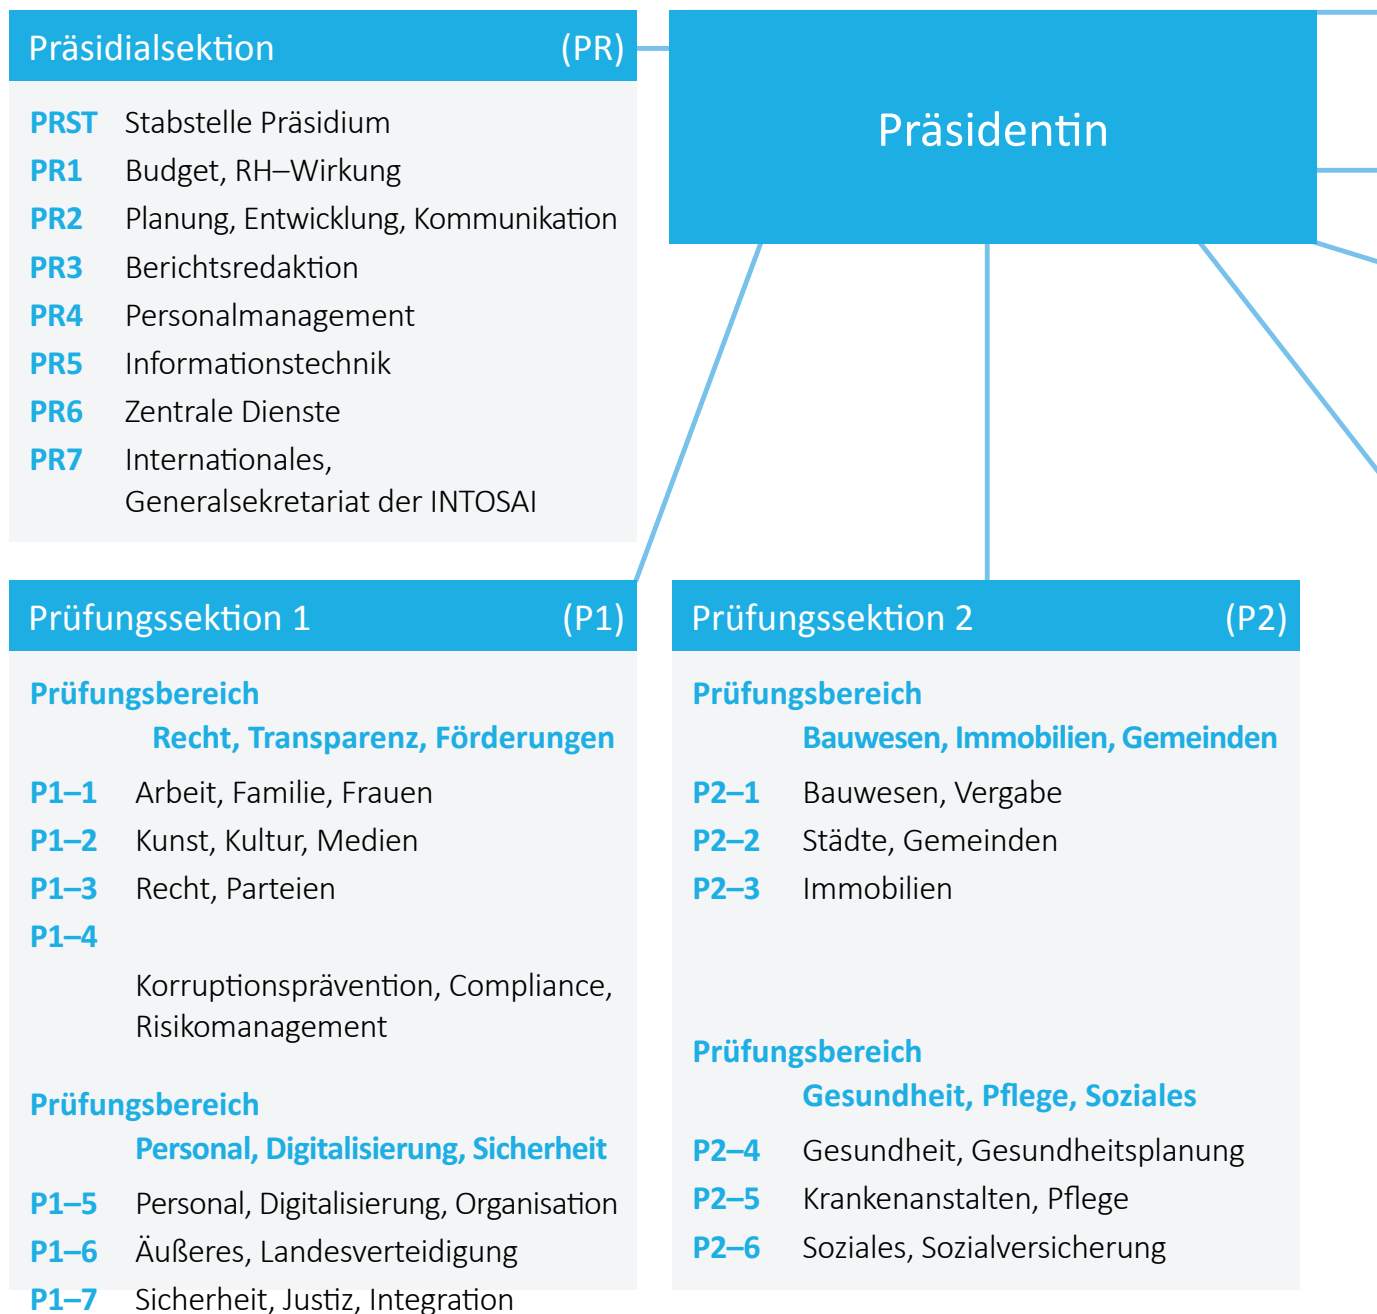 Präsidialsektion (PR)
PRST Stabstelle Präsidium
PR1 Budget, RH–Wirkung
PR2 Planung, Entwicklung, Kommunikation
PR3 Berichtsredaktion
PR4 Personalmanagement
PR5 Informationstechnik
PR6 Zentrale Dienste
PR7 Internationales,
Generalsekretariat der INTOSAI
Präsidentin
Prüfungssektion 1 (P1)
Prüfungsbereich
Recht, Transparenz, Förderungen
P1–1 Arbeit, Familie, Frauen
P1–2 Kunst, Kultur, Medien
P1–3 Recht, Parteien
P1–4
Korruptionsprävention, Compliance,
Risikomanagement
Prüfungsbereich
Personal, Digitalisierung, Sicherheit
P1–5 Personal, Digitalisierung, Organisation
P1–6 Äußeres, Landesverteidigung
P1–7 Sicherheit, Justiz, Integration
Prüfungssektion 2 (P2)
Prüfungsbereich
Bauwesen, Immobilien, Gemeinden
P2–1 Bauwesen, Vergabe
P2–2 Städte, Gemeinden
P2–3 Immobilien
Prüfungsbereich
Gesundheit, Pflege, Soziales
P2–4 Gesundheit, Gesundheitsplanung
P2–5 Krankenanstalten, Pflege
P2–6 Soziales, Sozialversicherung